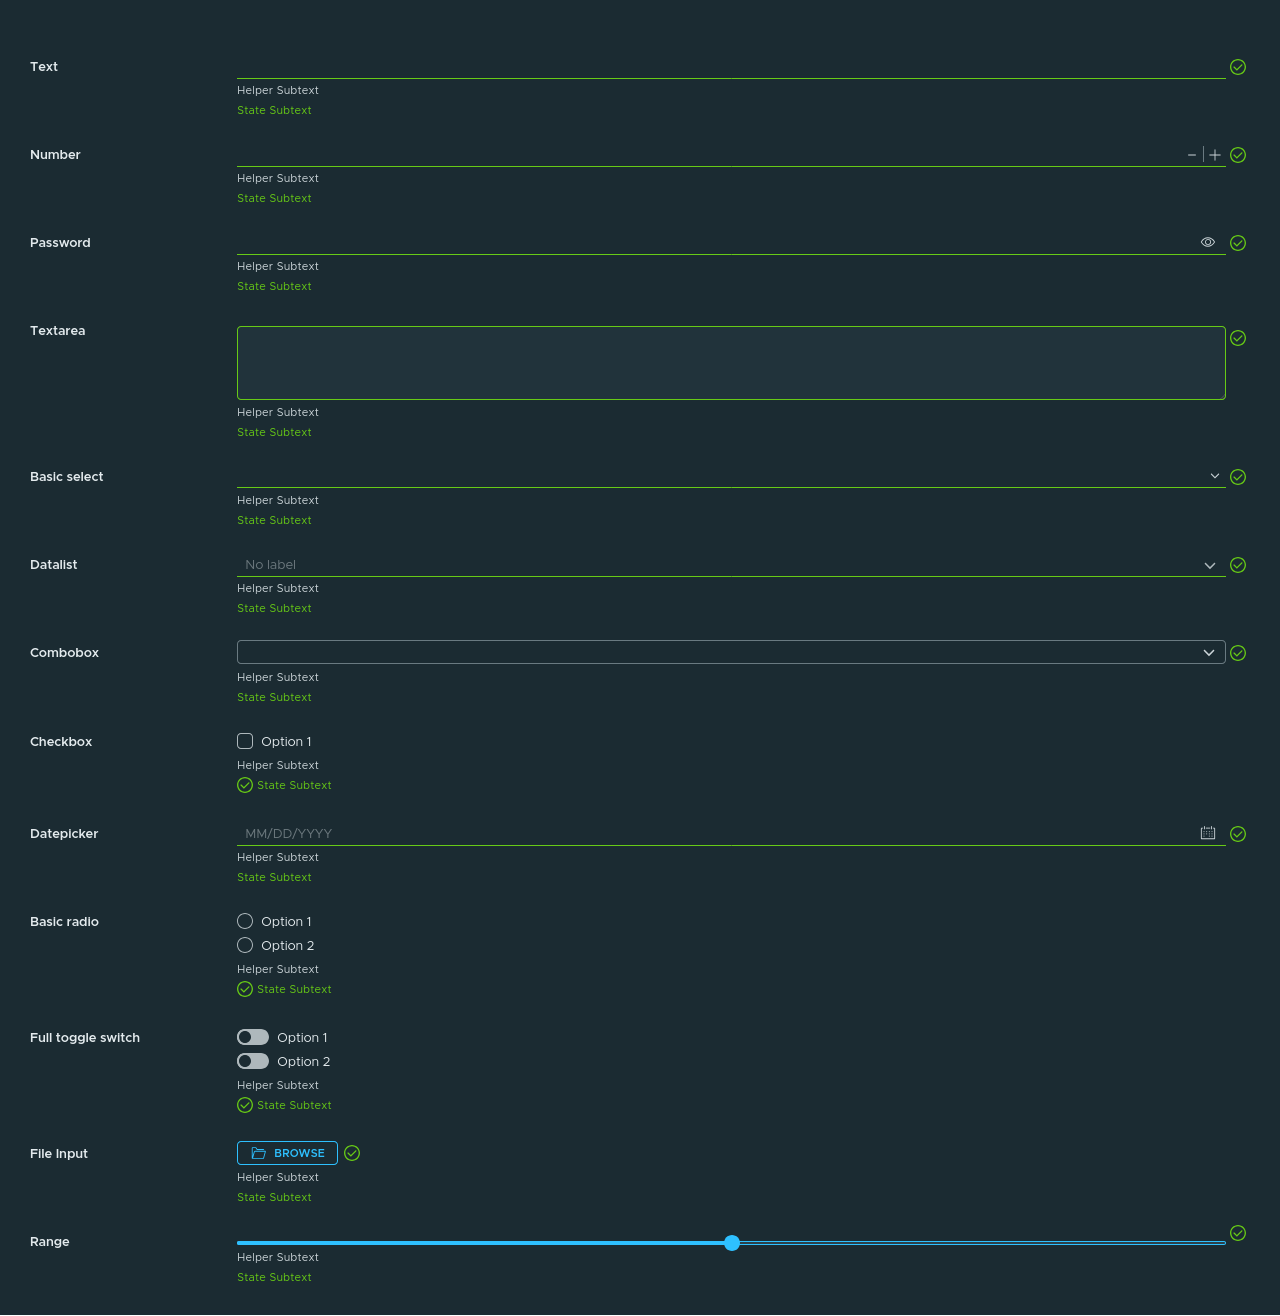 Text
Helper Subtext
State Subtext
Number
Helper Subtext
State Subtext
Password
Helper Subtext
State Subtext
Textarea
Helper Subtext
State Subtext
Basic select
Helper Subtext
State Subtext
Datalist
No label
Helper Subtext
State Subtext
Combobox
Helper Subtext
State Subtext
Checkbox
Option 1
Helper Subtext
State Subtext
Datepicker
MM/DD/YYYY
Helper Subtext
State Subtext
Basic radio
Option 1
Option 2
Helper Subtext
State Subtext
Full toggle switch
Option 1
Option 2
Helper Subtext
State Subtext
File Input
BROWSE
Helper Subtext
State Subtext
Range
Helper Subtext
State Subtext